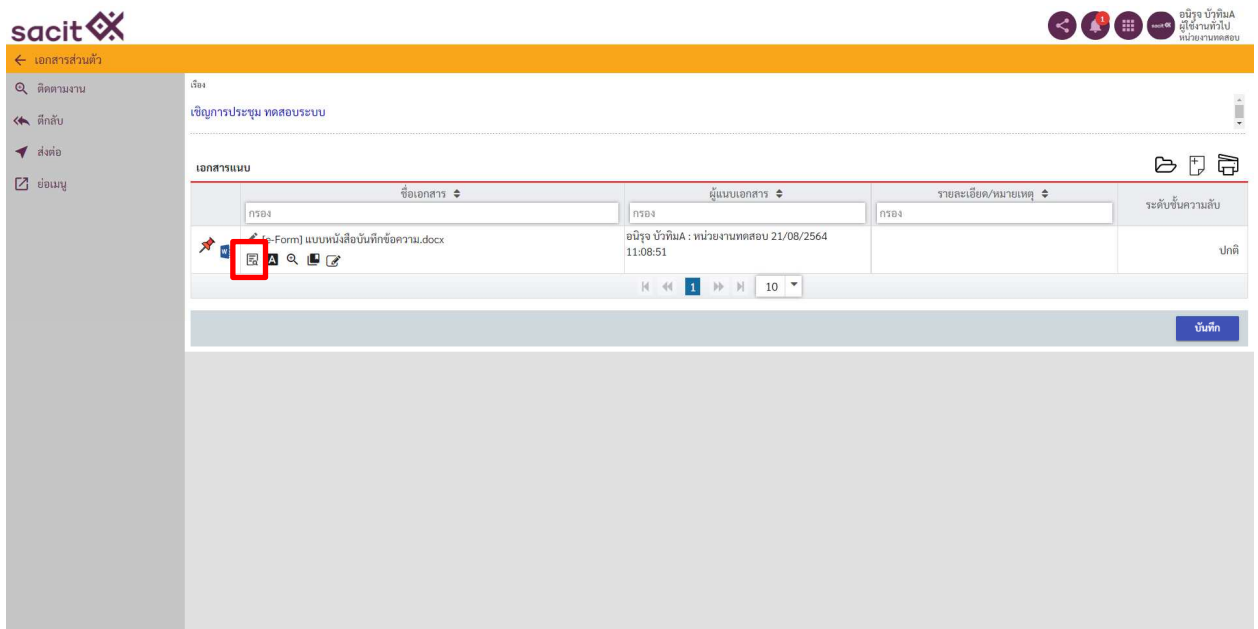 sacit
1
sacit
อนิรุจ บัวทิมA
ผู้ใช้งานทั่วไป
หน่วยงานทดสอบ
เอกสารส่วนตัว
ติดตามงาน
ตีกลับ
ส่งต่อ
ย่อเมนู
เรื่อง
เชิญการประชุม ทดสอบระบบ
เอกสารแนบ
ชื่อเอกสาร
ผู้แนบเอกสาร
รายละเอียด/หมายเหตุ
ระดับชั้นความลับ
กรอง
กรอง
กรอง
[e-Form] แบบหนังสือบันทึกข้อความ.docx
อนิรุจ บัวทิมA : หน่วยงานทดสอบ 21/08/2564
11:08:51
ปกติ
W
A
1
10
บันทึก